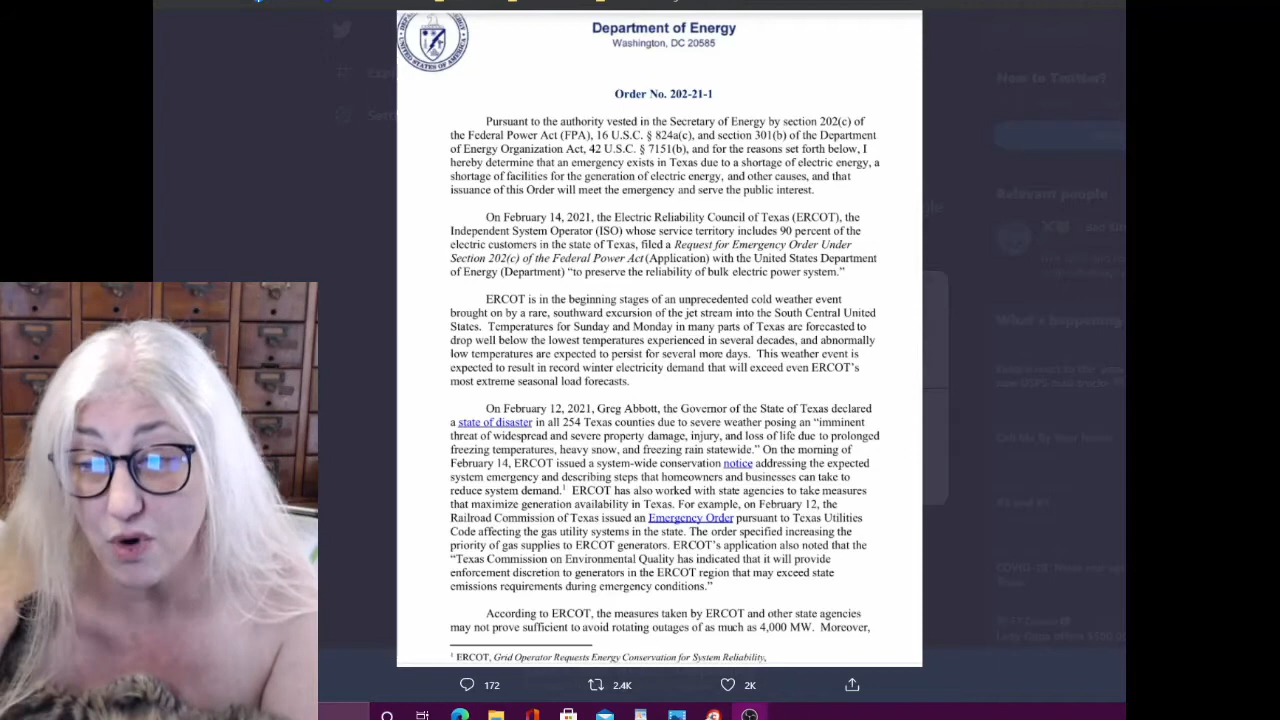 Department of Energy
Washington, DC 20585
Order No. 202-21-1
Pursuant to the authority vested in the Secretary of Energy by section 202(c) of
the Federal Power Act (FPA), 16 U.S.C. § 824a(c), and section 301(b) of the Department
of Energy Organization Act, 42 U.S.C. § 7151(b), and for the reasons set forth below, I
hereby determine that an emergency exists in Texas due to a shortage of electric energy, a
shortage of facilities for the generation of electric energy, and other causes, and that
issuance of this Order will meet the emergency and serve the public interest.
On February 14, 2021, the Electric Reliability Council of Texas (ERCOT), the
Independent System Operator (ISO) whose service territory includes 90 percent of the
electric customers in the state of Texas, filed a Request for Emergency Order Under
Section 202(c) of the Federal Power Act (Application) with the United States Department
of Energy (Department) “to preserve the reliability of bulk electric power system.”
ERCOT is in the beginning stages of an unprecedented cold weather event
brought on by a rare, southward excursion of the jet stream into the South Central United
States. Temperatures for Sunday and Monday in many parts of Texas are forecasted to
drop well below the lowest temperatures experienced in several decades, and abnormally
low temperatures are expected to persist for several more days. This weather event is
expected to result in record winter electricity demand that will exceed even ERCOT’s
most extreme seasonal load forecasts.
On February 12, 2021, Greg Abbott, the Governor of the State of Texas declared
a state of disaster in all 254 Texas counties due to severe weather posing an “imminent
threat of widespread and severe property damage, injury, and loss of life due to prolonged
freezing temperatures, heavy snow, and freezing rain statewide.” On the morning of
February 14, ERCOT issued a system-wide conservation notice addressing the expected
system emergency and describing steps that homeowners and businesses can take to
reduce system demand.¹ ERCOT has also worked with state agencies to take measures
that maximize generation availability in Texas. For example, on February 12, the
Railroad Commission of Texas issued an Emergency Order pursuant to Texas Utilities
Code affecting the gas utility systems in the state. The order specified increasing the
priority of gas supplies to ERCOT generators. ERCOT’s application also noted that the
“Texas Commission on Environmental Quality has indicated that it will provide
enforcement discretion to generators in the ERCOT region that may exceed state
emissions requirements during emergency conditions.”
According to ERCOT, the measures taken by ERCOT and other state agencies
may not prove sufficient to avoid rotating outages of as much as 4,000 MW. Moreover,
¹ ERCOT, Grid Operator Requests Energy Conservation for System Reliability,
172
2.4K
2K
New to Twitter?
Relevant people